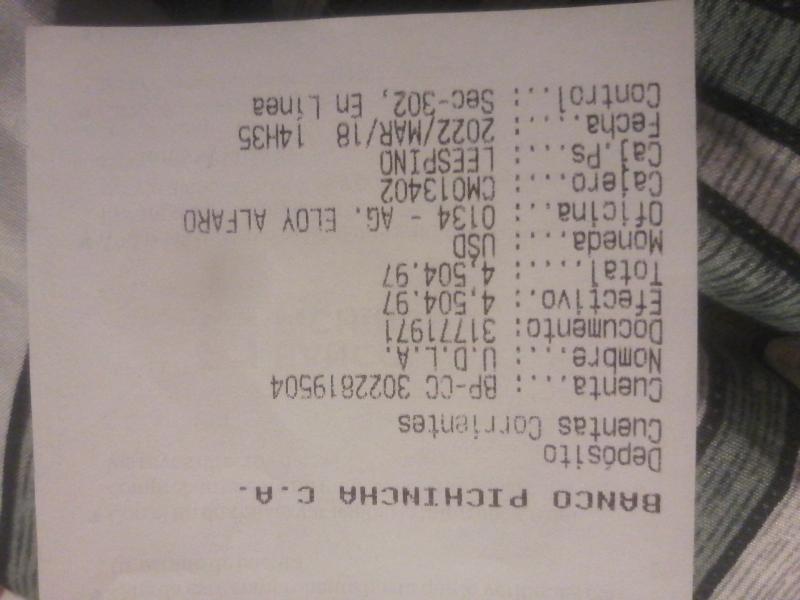 BANCO PICHINCHA C.A.
Depósito
Cuentas Corrientes
Cuenta....: BP-CC 3022819504
Nombre....: U.D.L.A.
Documento: 31771971
Efectivo.: 4,504.97
Total.....: 4,504.97
Moneda....: USD
Oficina...: 0134 - AG. ELOY ALFARO
Cajero....: CM013402
Caj.Ps....: LEESPINO
Fecha.....: 2022/MAR/18 14H35
Control...: Sec-302, En Línea